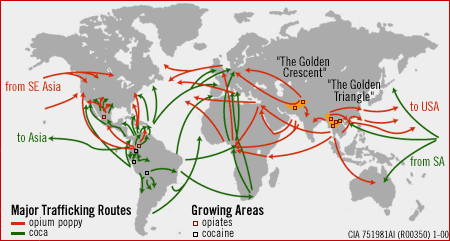 "The Golden
Crescent"
"The Golden
Triangle"
from SE Asia
to USA
to Asia
from SA
Major Trafficking Routes
opium poppy
coca
Growing Areas
opiates
cocaine
CIA 751981AI (R00350) 1-00